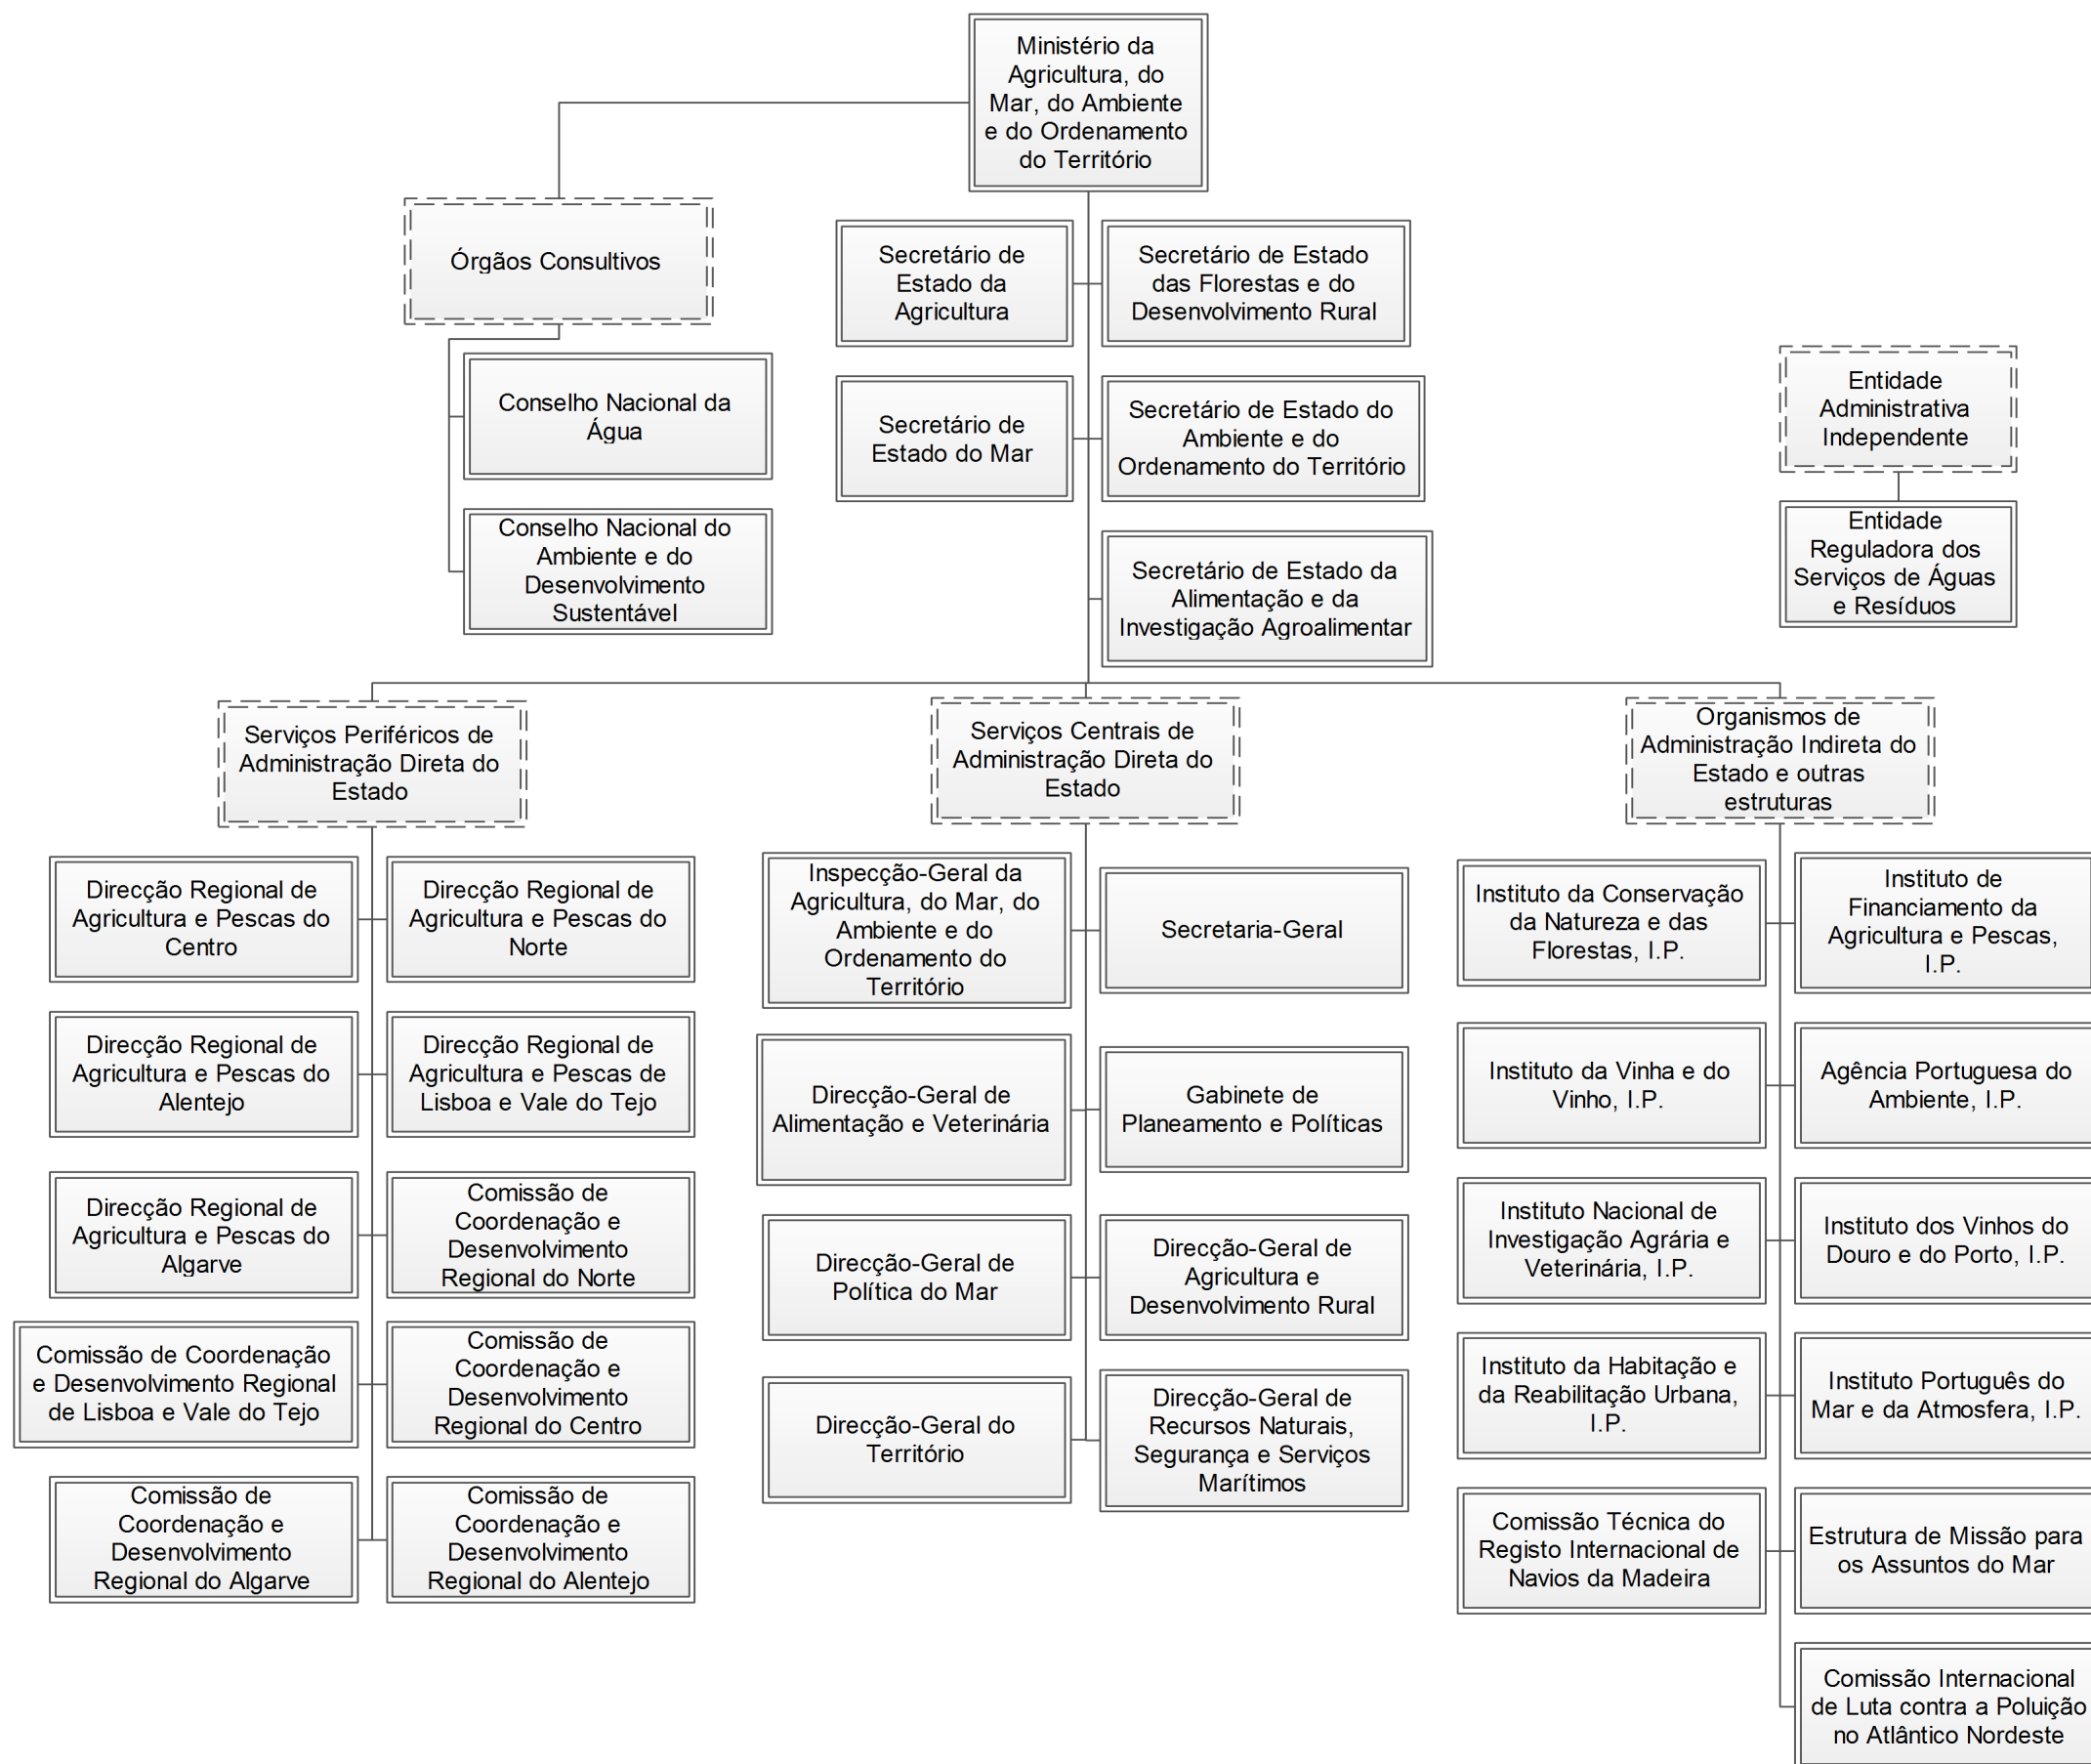 Ministério da
Agricultura, do
Mar, do Ambiente
e do Ordenamento
do Território
Órgãos Consultivos
Conselho Nacional da
Água
Conselho Nacional do
Ambiente e do
Desenvolvimento
Sustentável
Secretário de
Estado da
Agricultura
Secretário de Estado
das Florestas e do
Desenvolvimento Rural
Secretário de
Estado do Mar
Secretário de Estado do
Ambiente e do
Ordenamento do Território
Secretário de Estado da
Alimentação e da
Investigação Agroalimentar
Entidade
Administrativa
Independente
Entidade
Reguladora dos
Serviços de Águas
e Resíduos
Serviços Periféricos de
Administração Direta do
Estado
Direcção Regional de
Agricultura e Pescas do
Centro
Direcção Regional de
Agricultura e Pescas do
Norte
Direcção Regional de
Agricultura e Pescas do
Alentejo
Direcção Regional de
Agricultura e Pescas de
Lisboa e Vale do Tejo
Direcção Regional de
Agricultura e Pescas do
Algarve
Comissão de
Coordenação e
Desenvolvimento
Regional do Norte
Comissão de Coordenação
e Desenvolvimento Regional
de Lisboa e Vale do Tejo
Comissão de
Coordenação e
Desenvolvimento
Regional do Centro
Comissão de
Coordenação e
Desenvolvimento
Regional do Algarve
Comissão de
Coordenação e
Desenvolvimento
Regional do Alentejo
Serviços Centrais de
Administração Direta do
Estado
Inspecção-Geral da
Agricultura, do Mar, do
Ambiente e do
Ordenamento do
Território
Secretaria-Geral
Direcção-Geral de
Alimentação e Veterinária
Gabinete de
Planeamento e Políticas
Direcção-Geral de
Política do Mar
Direcção-Geral de
Agricultura e
Desenvolvimento Rural
Direcção-Geral do
Território
Direcção-Geral de
Recursos Naturais,
Segurança e Serviços
Marítimos
Organismos de
Administração Indireta do
Estado e outras
estruturas
Instituto da Conservação
da Natureza e das
Florestas, I.P.
Instituto de
Financiamento da
Agricultura e Pescas,
I.P.
Instituto da Vinha e do
Vinho, I.P.
Agência Portuguesa do
Ambiente, I.P.
Instituto Nacional de
Investigação Agrária e
Veterinária, I.P.
Instituto dos Vinhos do
Douro e do Porto, I.P.
Instituto da Habitação e
da Reabilitação Urbana,
I.P.
Instituto Português do
Mar e da Atmosfera, I.P.
Comissão Técnica do
Registo Internacional de
Navios da Madeira
Estrutura de Missão para
os Assuntos do Mar
Comissão Internacional
de Luta contra a Poluição
no Atlântico Nordeste